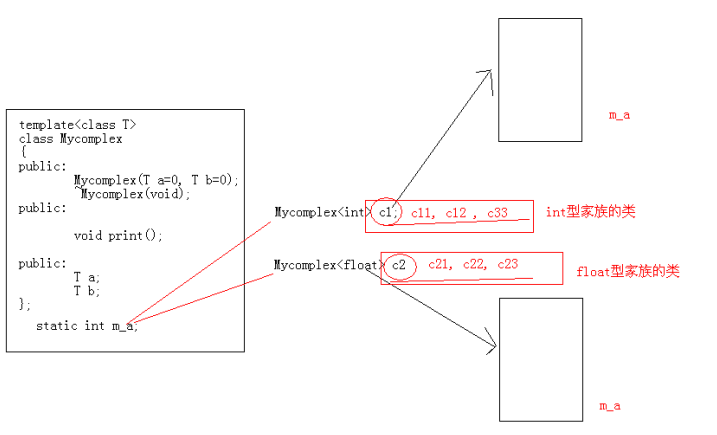 template<class T>
class Mycomplex
{
public:
Mycomplex(T a=0, T b=0);
~Mycomplex(void);
public:
void print();
public:
T a;
T b;
};
static int m_a;
m_a
Mycomplex<int> c1; c11, c12 , c33 int型家族的类
Mycomplex<float> c2 c21, c22, c23 float型家族的类
m_a